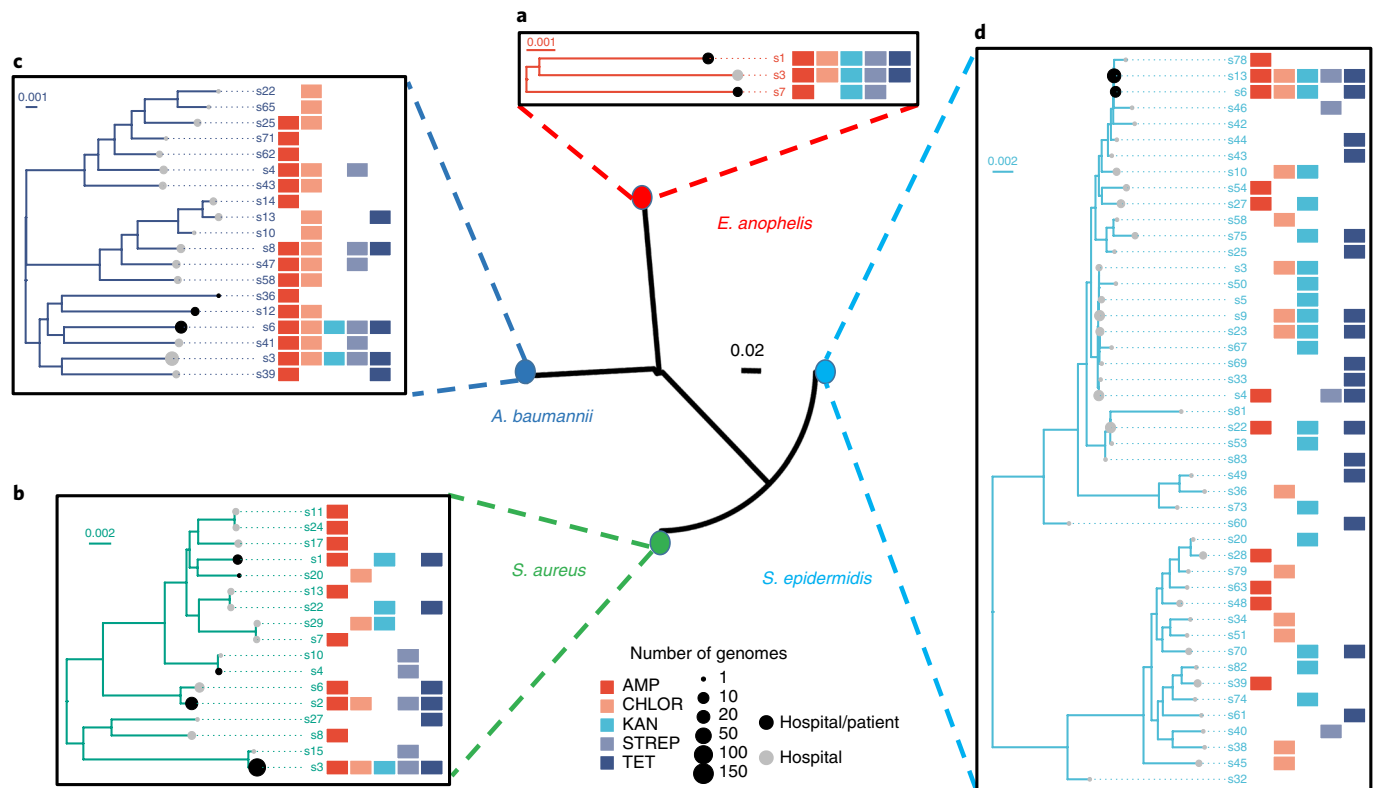 a
0.001
s1
s3
s7
E. anophelis
c
0.001
s22
s65
s25
s71
s62
s4
s43
s14
s13
s10
s8
s47
s58
s36
s12
s6
s41
s3
s39
A. baumannii
0.02
b
0.002
s11
s24
s17
s1
s20
s13
s22
s29
s7
s10
s4
s6
s2
s27
s8
s15
s3
S. aureus
S. epidermidis
AMP
CHLOR
KAN
STREP
TET
Number of genomes
1
10
20
50
100
150
Hospital/patient
Hospital
d
0.002
s78
s13
s6
s46
s42
s44
s43
s10
s54
s27
s58
s75
s25
s3
s50
s5
s9
s23
s67
s69
s33
s4
s81
s22
s53
s83
s49
s36
s73
s60
s20
s28
s79
s63
s48
s34
s51
s70
s82
s39
s74
s61
s40
s38
s45
s32